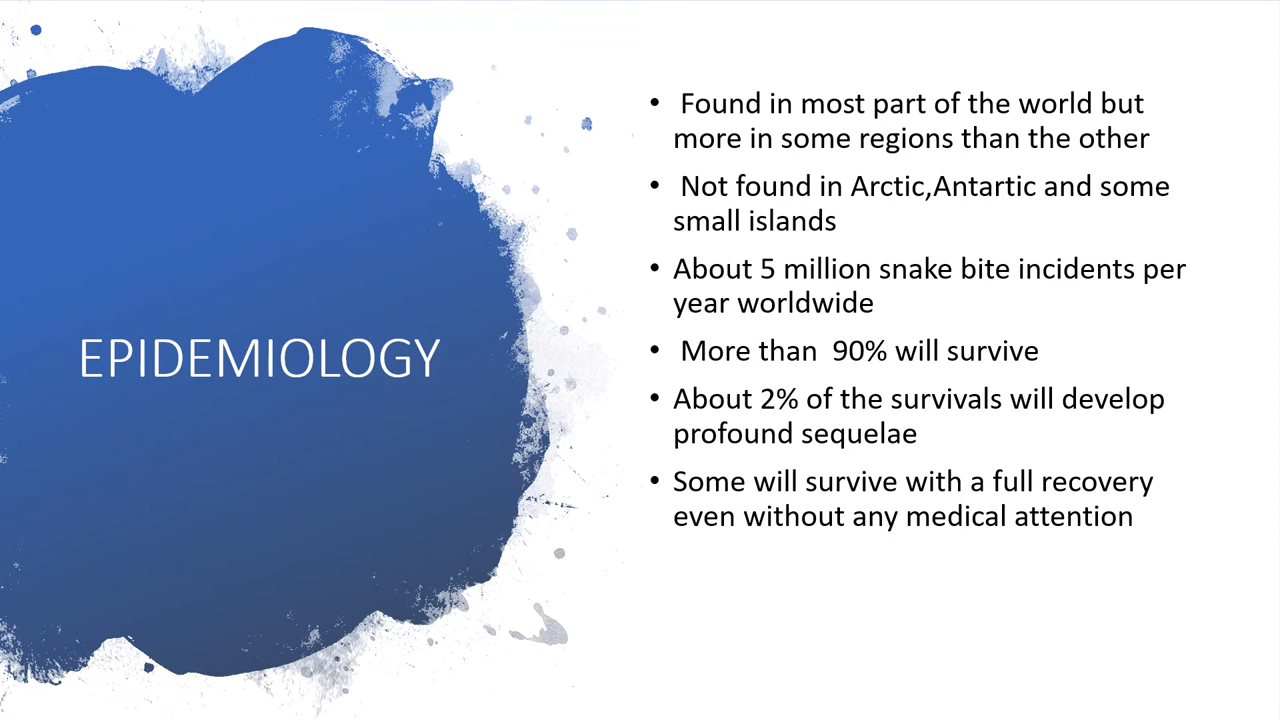 EPIDEMIOLOGY
• Found in most part of the world but
more in some regions than the other
• Not found in Arctic,Antartic and some
small islands
• About 5 million snake bite incidents per
year worldwide
• More than  90% will survive
• About 2% of the survivals will develop
profound sequelae
• Some will survive with a full recovery
even without any medical attention